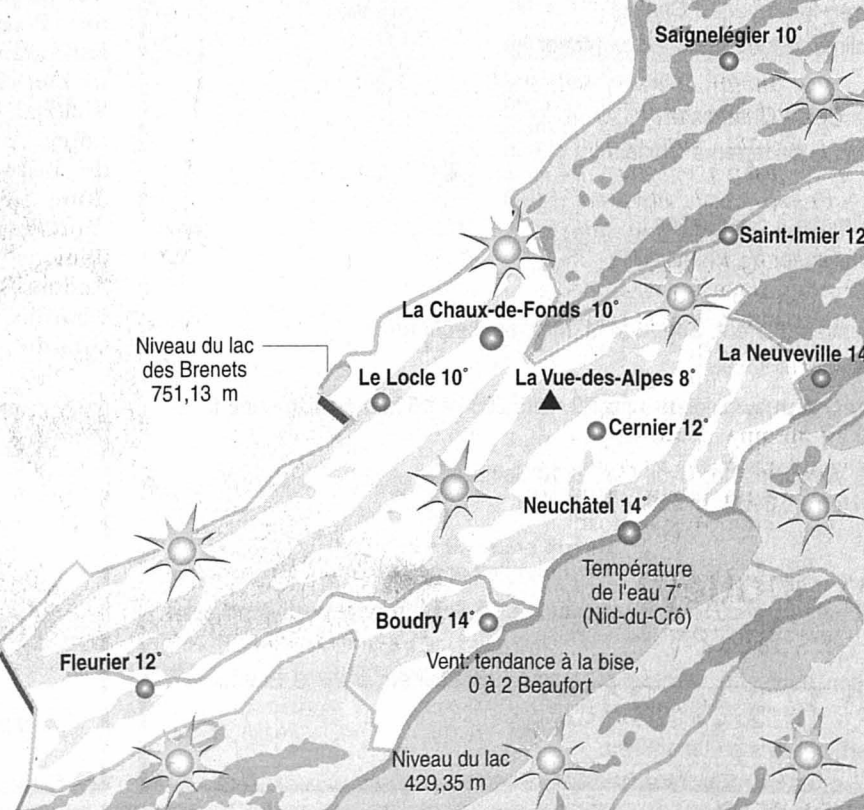 Saignelégier 10°
Saint-Imier 12
La Chaux-de-Fonds 10°
Niveau du lac
des Brenets
751,13 m
La Neuveville 14
Le Locle 10°
La Vue-des-Alpes 8°
Cernier 12°
Neuchâtel 14°
Température
de l'eau 7°
(Nid-du-Crô)
Boudry 14°
Fleurier 12°
Vent: tendance à la bise,
0 à 2 Beaufort
Niveau du lac
429,35 m